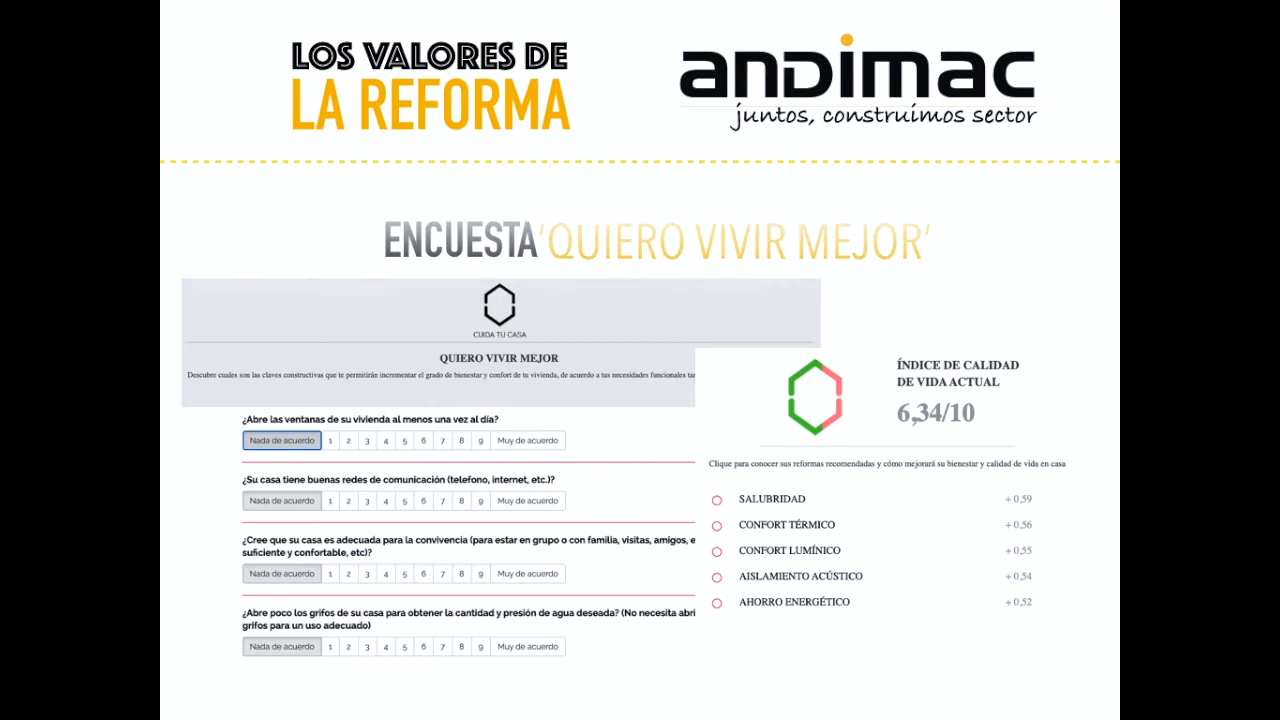 LOS VALORES DE
LA REFORMA
andimac
juntos, construimos sector
ENCUESTA 'QUIERO VIVIR MEJOR'
CUIDA TU CASA
QUIERO VIVIR MEJOR
Descubre cuales son las claves constructivas que te permitirán incrementar el grado de bienestar y confort de tu vivienda, de acuerdo a tus necesidades funcionales
¿Abre las ventanas de su vivienda al menos una vez al día?
Nada de acuerdo 1 2 3 4 5 6 7 8 9 Muy de acuerdo
¿Su casa tiene buenas redes de comunicación (telefono, internet, etc.)?
Nada de acuerdo 1 2 3 4 5 6 7 8 9 Muy de acuerdo
¿Cree que su casa es adecuada para la convivencia (para estar en grupo o con familia, visitas, amigos,
suficiente y confortable, etc)?
Nada de acuerdo 1 2 3 4 5 6 7 8 9 Muy de acuerdo
¿Abre poco los grifos de su casa para obtener la cantidad y presión de agua deseada? (No necesita abri
grifos para un uso adecuado)
Nada de acuerdo 1 2 3 4 5 6 7 8 9 Muy de acuerdo
ÍNDICE DE CALIDAD
DE VIDA ACTUAL
6,34/10
Clique para conocer sus reformas recomendadas y cómo mejorará su bienestar y calidad de vida en casa
SALUBRIDAD + 0,59
CONFORT TÉRMICO + 0,56
CONFORT LUMÍNICO + 0,55
AISLAMIENTO ACÚSTICO + 0,54
AHORRO ENERGÉTICO + 0,52